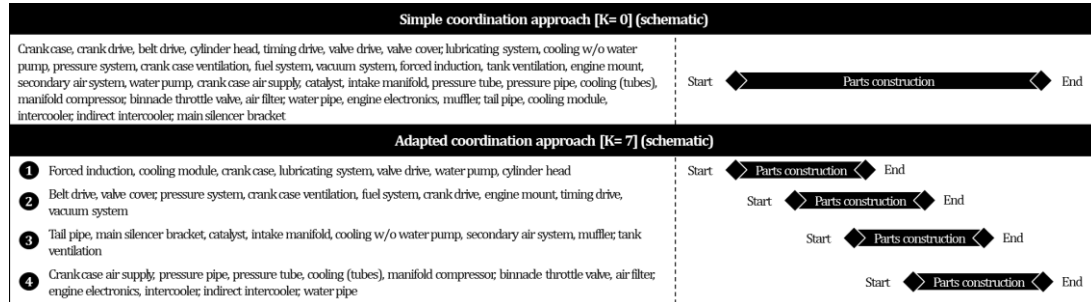 Simple coordination approach [K= 0] (schematic)
Crank case, crank drive, belt drive, cylinder head, timing drive, valve drive, valve cover, lubricating system, cooling w/o water
pump, pressure system, crank case ventilation, fuel system, vacuum system, forced induction, tank ventilation, engine mount,
secondary air system, water pump, crank case air supply, catalyst, intake manifold, pressure tube, pressure pipe, cooling (tubes),
manifold compressor, binnade throttle valve, air filter, water pipe, engine electronics, muffler, tail pipe, cooling module,
intercooler, indirect intercooler, main silencer bracket
Start Parts construction End
Adapted coordination approach [K= 7] (schematic)
1 Forced induction, cooling module, crank case, lubricating system, valve drive, water pump, cylinder head
Start Parts construction End
2 Belt drive, valve cover, pressure system, crank case ventilation, fuel system, crank drive, engine mount, timing drive,
vacuum system
Start Parts construction End
3 Tail pipe, main silencer bracket, catalyst, intake manifold, cooling w/o water pump, secondary air system, muffler, tank
ventilation
Start Parts construction End
4 Crank case air supply, pressure pipe, pressure tube, cooling (tubes), manifold compressor, binnade throttle valve, air filter,
engine electronics, intercooler, indirect intercooler, water pipe
Start Parts construction End